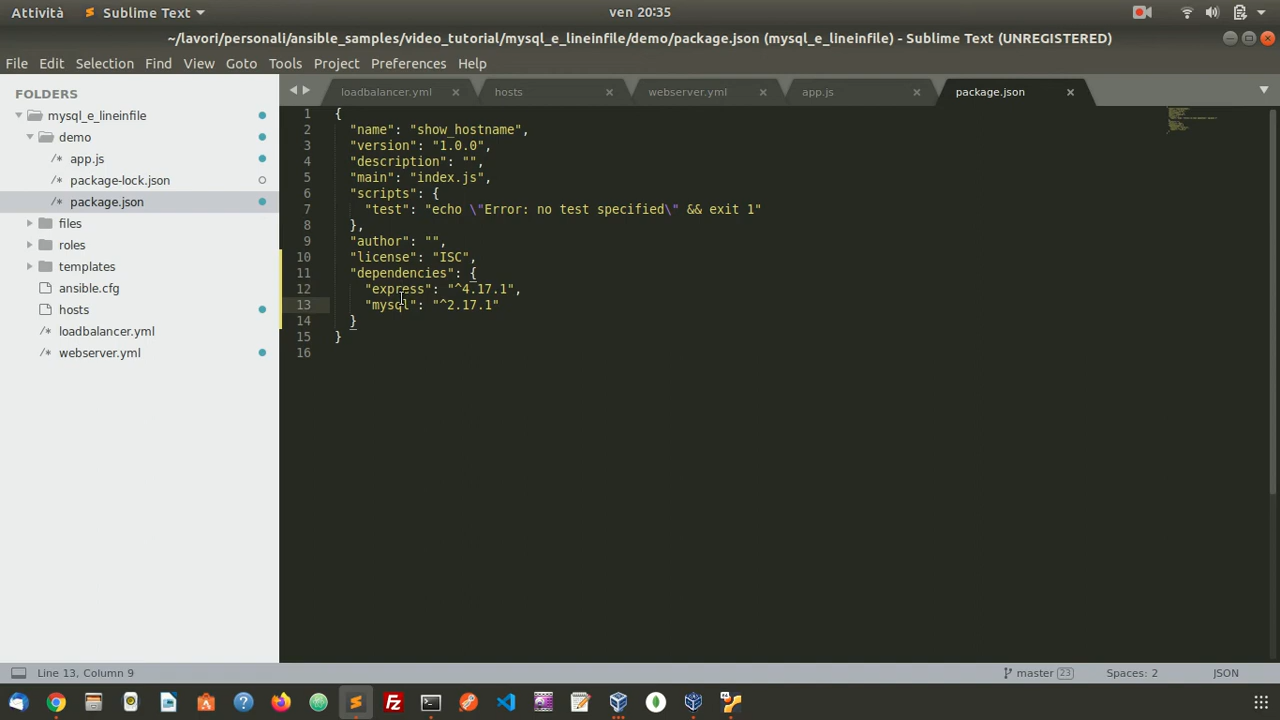 Attività
Sublime Text
ven 20:35
~/lavori/personali/ansible_samples/video_tutorial/mysql_e_lineinfile/demo/package.json (mysql_e_lineinfile) - Sublime Text (UNREGISTERED)
File Edit Selection Find View Goto Tools Project Preferences Help
FOLDERS
mysql_e_lineinfile
demo
/* app.js
/* package-lock.json
/* package.json
files
roles
templates
ansible.cfg
hosts
/* loadbalancer.yml
/* webserver.yml
loadbalancer.yml × hosts × webserver.yml × app.js × package.json ×
1 {
2 "name": "show_hostname",
3 "version": "1.0.0",
4 "description": "",
5 "main": "index.js",
6 "scripts": {
7 "test": "echo \"Error: no test specified\" && exit 1"
8 },
9 "author": "",
10 "license": "ISC",
11 "dependencies": {
12 "express": "^4.17.1",
13 "mysql": "^2.17.1"
14 }
15 }
16
Line 13, Column 9
master 23
Spaces: 2
JSON